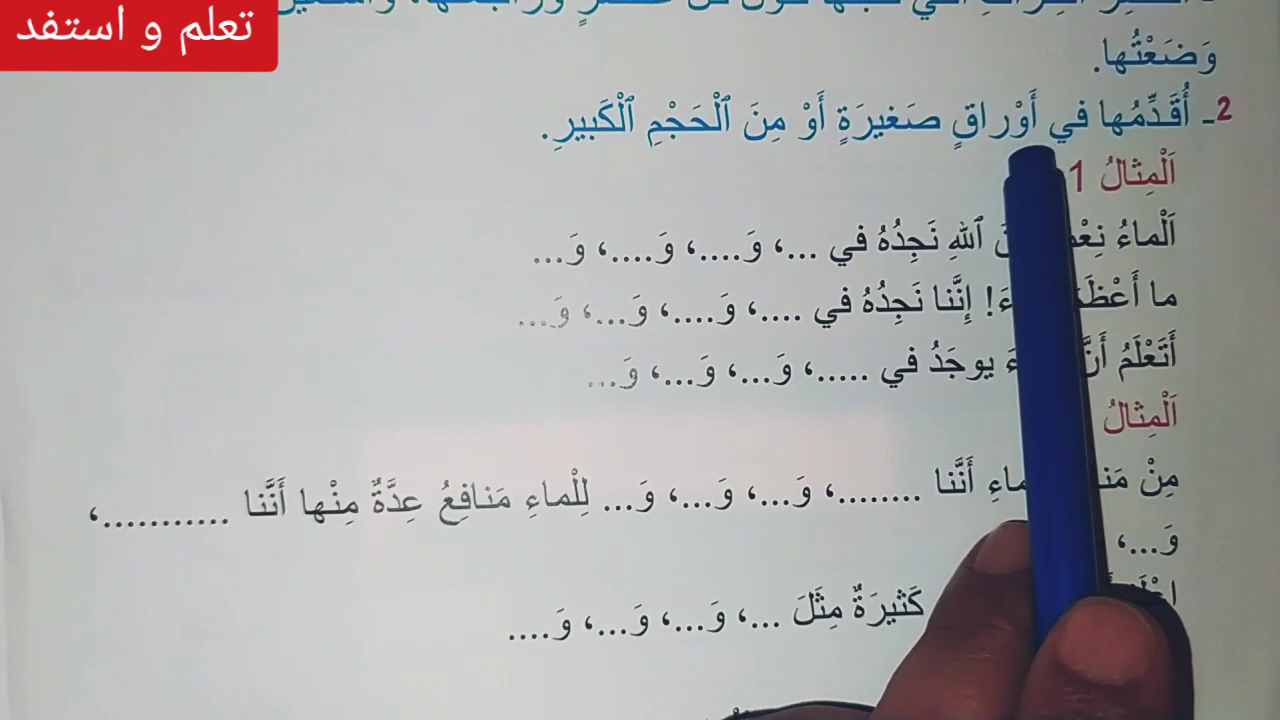 تعلم و استفد
وَضَعْتُها.
2ـ أُقَدِّمُها في أَوْراقٍ صَغيرَةٍ أَوْ مِنَ ٱلْحَجْمِ ٱلْكَبيرِ.
اَلْمِثالُ 1
اَلْماءُ ٱللهِ نَجِدُهُ في ...، وَ....، وَ....، وَ...
ما إِنَّنا نَجِدُهُ في ....، وَ....، وَ...، وَ...
أَتَعْلَمُ يوجَدُ في .....، وَ...، وَ...، وَ...
اَلْمِثالُ
مِنْ أَنَّنا ........، وَ...، وَ...، وَ... لِلْماءِ مَنافِعُ عِدَّةٌ مِنْها أَنَّنا ...........،
وَ...،
كَثيرَةٌ مِثَلَ ...، وَ...، وَ...، وَ....